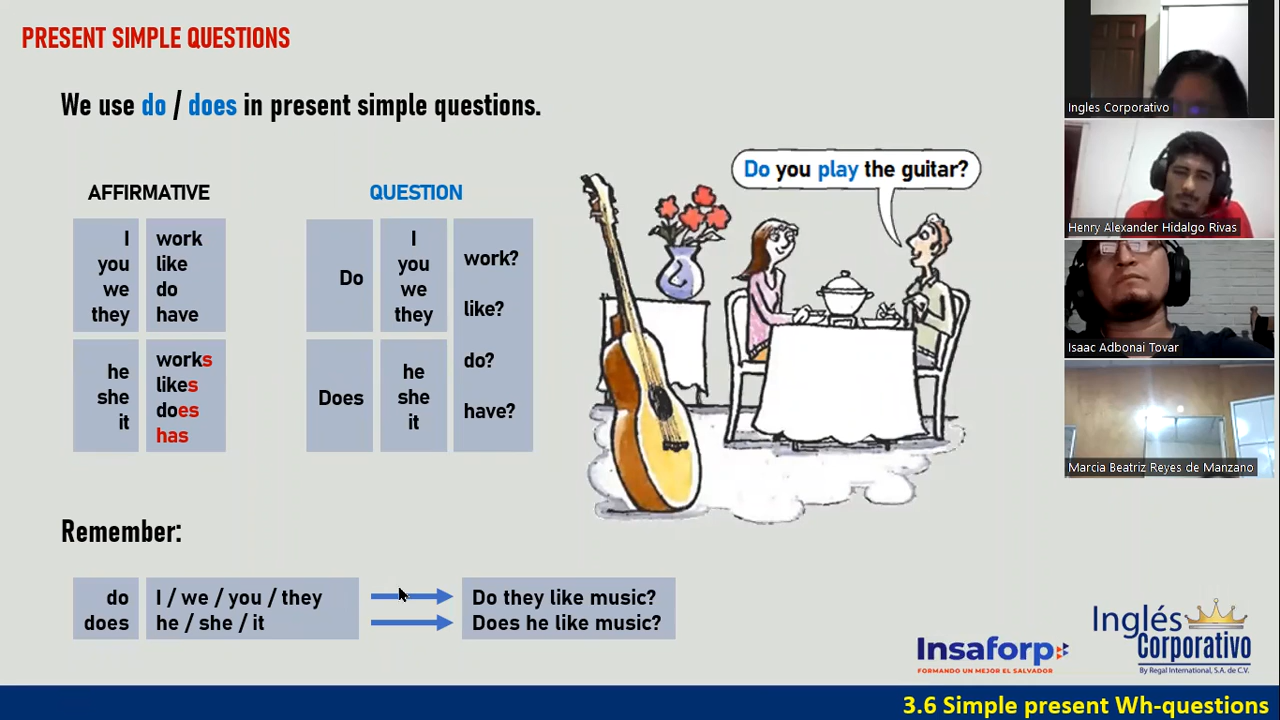 PRESENT SIMPLE QUESTIONS
We use do / does in present simple questions.
AFFIRMATIVE
I
you
we
they
work
like
do
have
he
she
it
works
likes
does
has
QUESTION
Do
I
you
we
they
Does
he
she
it
work?
like?
do?
have?
Do you play the guitar?
Remember:
do
does
I / we / you / they
he / she / it
Do they like music?
Does he like music?
Ingles Corporativo
Henry Alexander Hidalgo Rivas
Isaac Adbonai Tovar
Marcia Beatriz Reyes de Manzano
Insaforp
FORMANDO UN MEJOR EL SALVADOR
Inglés
Corporativo
By Regal International, S.A. de C.V.
3.6 Simple present Wh-questions